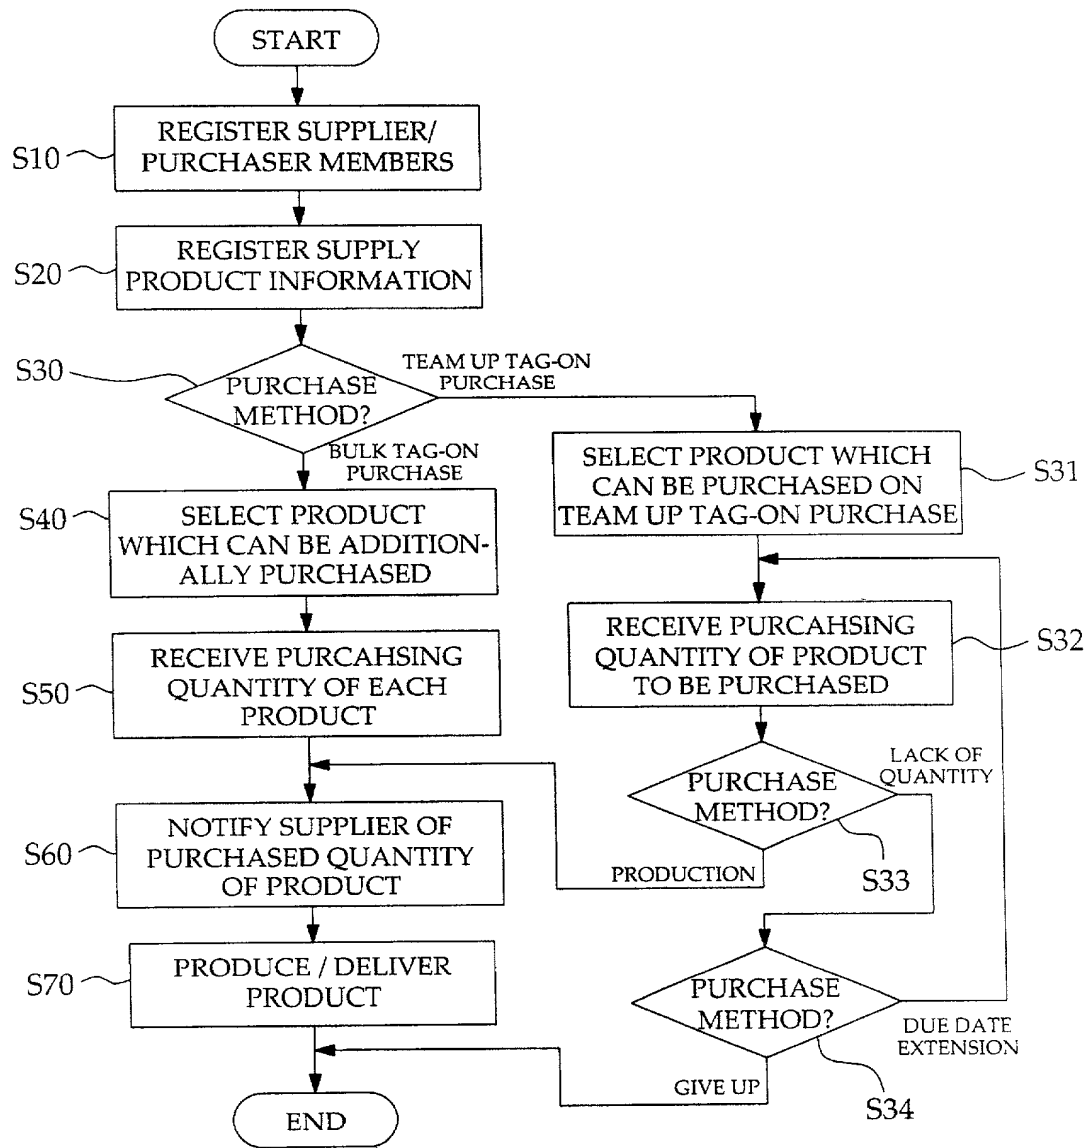 START
S10
REGISTER SUPPLIER/
PURCHASER MEMBERS
S20
REGISTER SUPPLY
PRODUCT INFORMATION
S30
PURCHASE
METHOD?
TEAM UP TAG-ON
PURCHASE
BULK TAG-ON
PURCHASE
SELECT PRODUCT WHICH
CAN BE PURCHASED ON
TEAM UP TAG-ON PURCHASE
S31
S40
SELECT PRODUCT
WHICH CAN BE ADDITION-
ALLY PURCHASED
RECEIVE PURCAHSING
QUANTITY OF PRODUCT
TO BE PURCHASED
S32
S50
RECEIVE PURCAHSING
QUANTITY OF EACH
PRODUCT
PURCHASE
METHOD?
LACK OF
QUANTITY
S33
PRODUCTION
S60
NOTIFY SUPPLIER OF
PURCHASED QUANTITY
OF PRODUCT
S70
PRODUCE / DELIVER
PRODUCT
PURCHASE
METHOD?
DUE DATE
EXTENSION
S34
GIVE UP
END